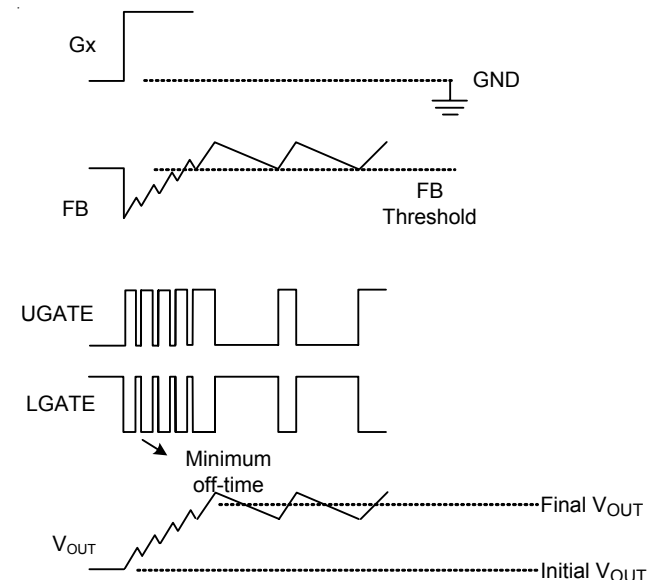 Gx
GND
FB
FB
Threshold
UGATE
LGATE
Minimum
off-time
Final VOUT
VOUT
Initial VOUT